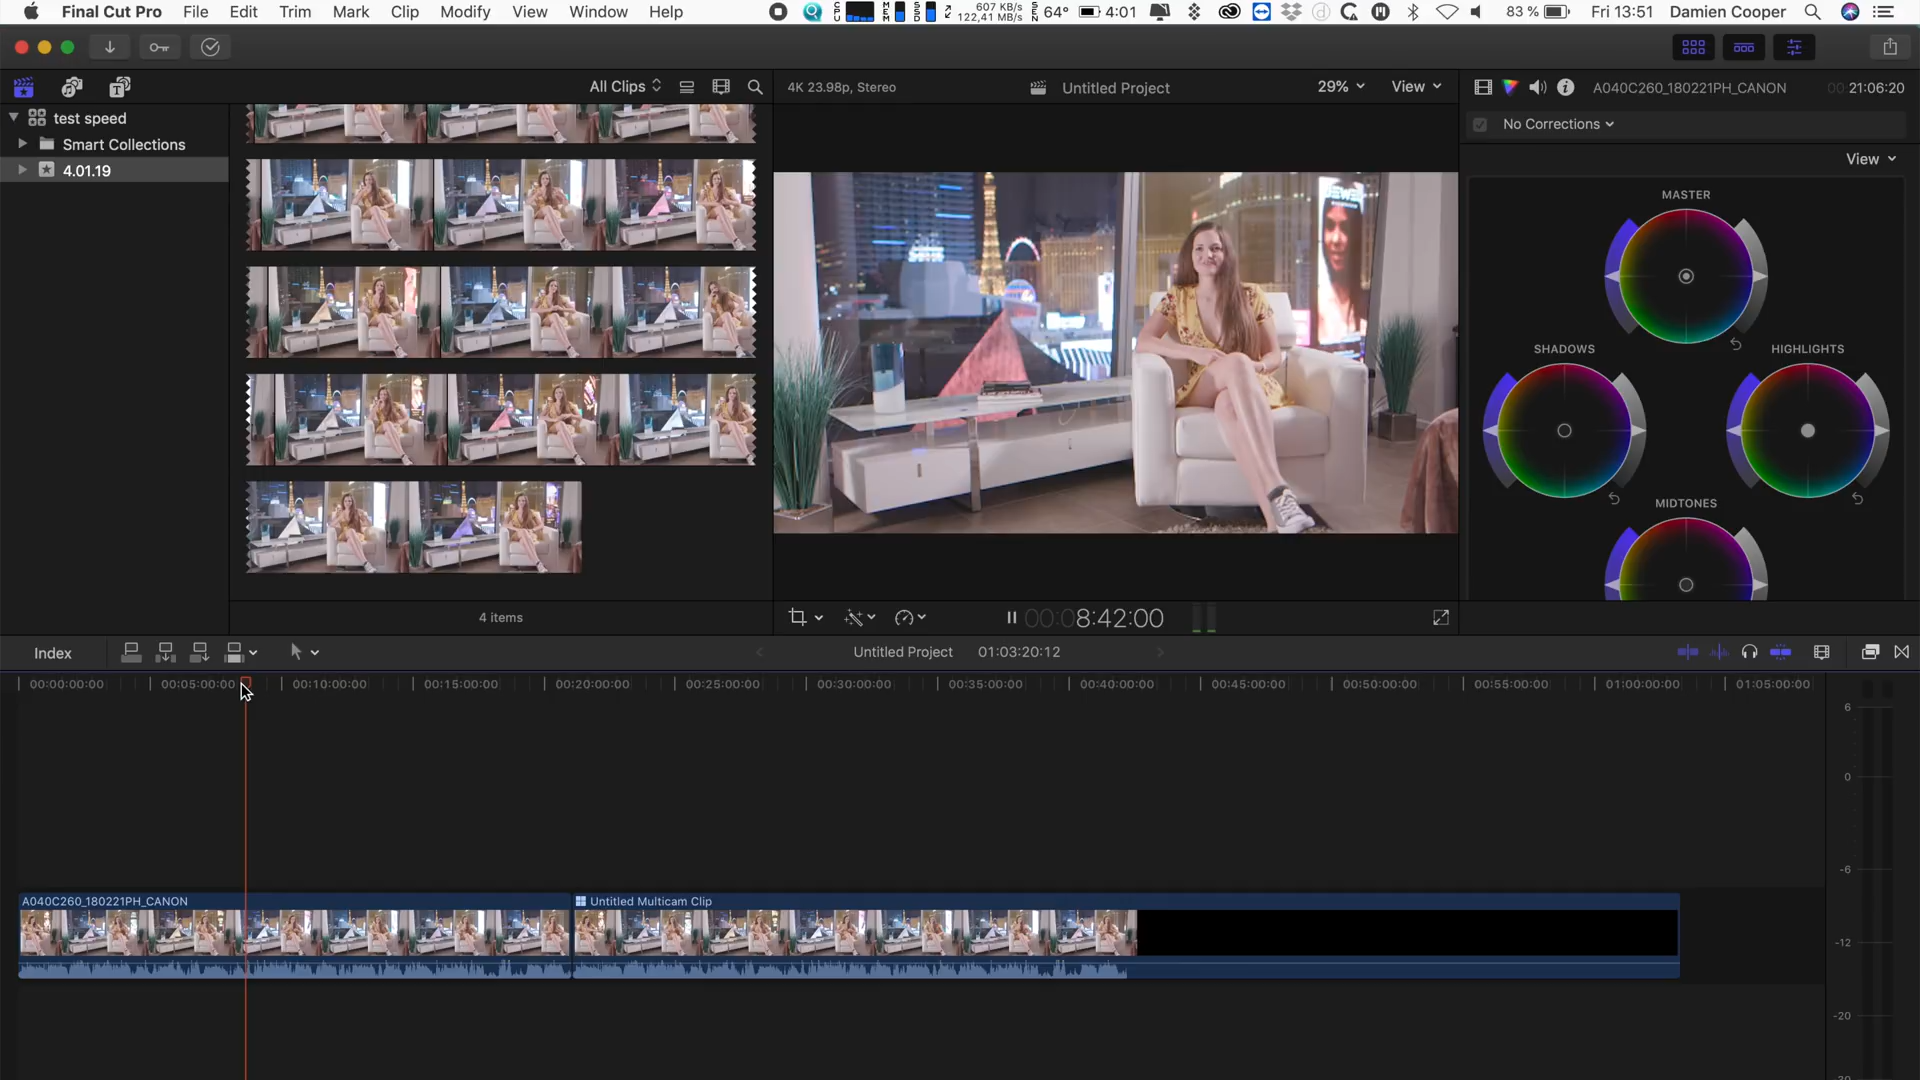 Final Cut Pro File Edit Trim Mark Clip Modify View Window Help
607 KB/s
122,41 MB/s
64° 4:01 83 % Fri 13:51 Damien Cooper
All Clips
4K 23.98p, Stereo Untitled Project 29% View
A040C260_180221PH_CANON 00:21:06:20
test speed
Smart Collections
4.01.19
No Corrections
View
MASTER
SHADOWS HIGHLIGHTS
MIDTONES
4 items
00:08:42:00
Index Untitled Project 01:03:20:12
00:00:00:00 00:05:00:00 00:10:00:00 00:15:00:00 00:20:00:00 00:25:00:00 00:30:00:00 00:35:00:00 00:40:00:00 00:45:00:00 00:50:00:00 00:55:00:00 01:00:00:00 01:05:00:00
6
0
-6
-12
-20
-30
A040C260_180221PH_CANON Untitled Multicam Clip